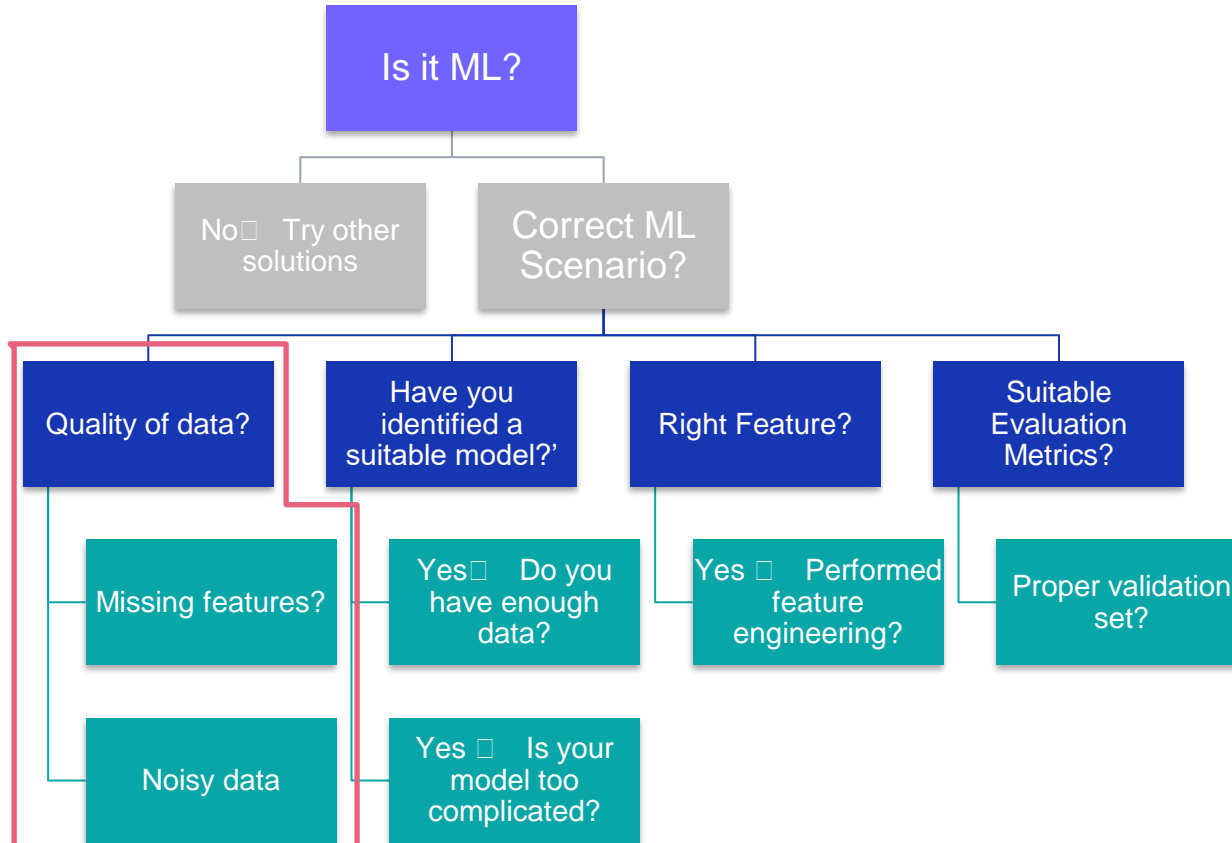 Is it ML?
No□ Try other
solutions
Correct ML
Scenario?
Quality of data?
Have you
identified a
suitable model?’
Right Feature?
Suitable
Evaluation
Metrics?
Missing features?
Yes□ Do you
have enough
data?
Yes □ Performed
feature
engineering?
Proper validation
set?
Noisy data
Yes □ Is your
model too
complicated?